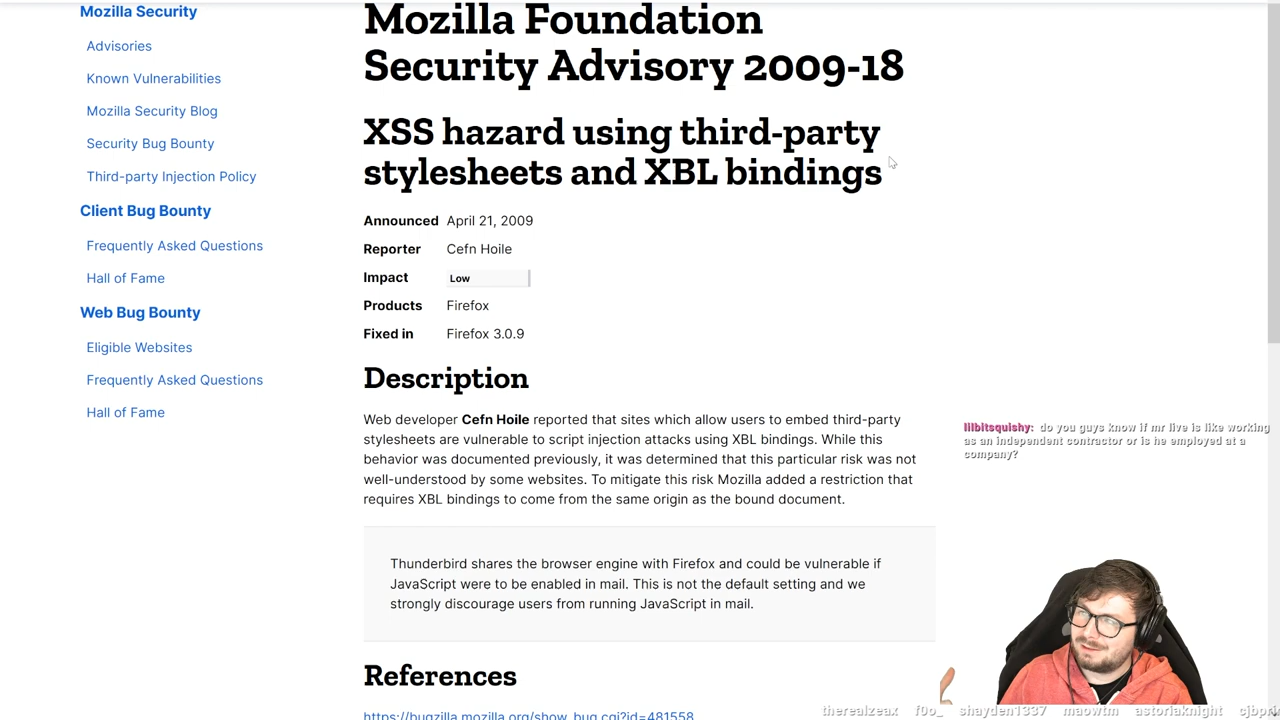 Mozilla Security
Advisories
Known Vulnerabilities
Mozilla Security Blog
Security Bug Bounty
Third-party Injection Policy
Client Bug Bounty
Frequently Asked Questions
Hall of Fame
Web Bug Bounty
Eligible Websites
Frequently Asked Questions
Hall of Fame
Mozilla Foundation
Security Advisory 2009-18
XSS hazard using third-party
stylesheets and XBL bindings
Announced April 21, 2009
Reporter Cefn Hoile
Impact Low
Products Firefox
Fixed in Firefox 3.0.9
Description
Web developer Cefn Hoile reported that sites which allow users to embed third-party
stylesheets are vulnerable to script injection attacks using XBL bindings. While this
behavior was documented previously, it was determined that this particular risk was not
well-understood by some websites. To mitigate this risk Mozilla added a restriction that
requires XBL bindings to come from the same origin as the bound document.
Thunderbird shares the browser engine with Firefox and could be vulnerable if
JavaScript were to be enabled in mail. This is not the default setting and we
strongly discourage users from running JavaScript in mail.
References
https://bugzilla.mozilla.org/show_bug.cgi?id=481558
lilbitsquishy: do you guys know if mr live is like working
as an independent contractor or is he employed at a
company?
therealzeax f0o_ shayden1337 maowtm astoriaknight